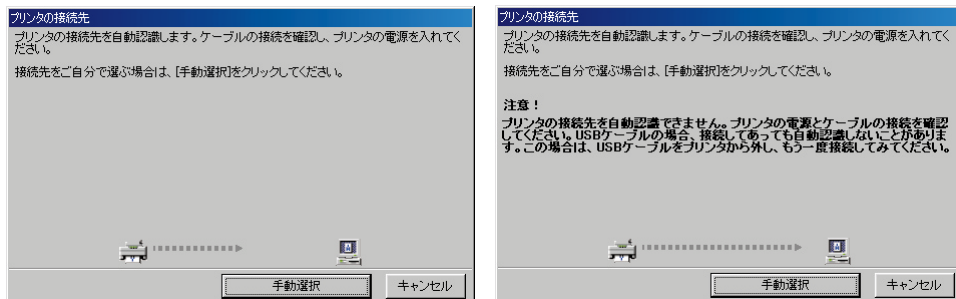 プリンタの接続先
プリンタの接続先を自動認識します。ケーブルの接続を確認し、プリンタの電源を入れてく
ださい。
接続先をご自分で選ぶ場合は、[手動選択]をクリックしてください。
手動選択
キャンセル
プリンタの接続先
プリンタの接続先を自動認識します。ケーブルの接続を確認し、プリンタの電源を入れてく
ださい。
接続先をご自分で選ぶ場合は、[手動選択]をクリックしてください。
注意！
プリンタの接続先を自動認識できません。プリンタの電源とケーブルの接続を確認
してください。USBケーブルの場合、接続してあっても自動認識しないことがありま
す。この場合は、USBケーブルをプリンタから外し、もう一度接続してみてください。
手動選択
キャンセル